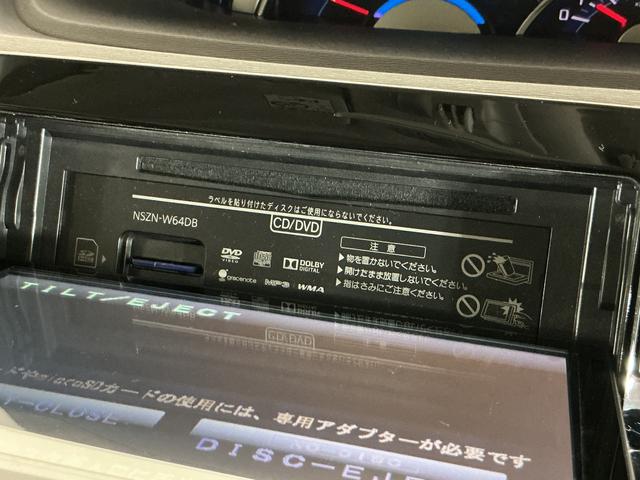 0
ラベルを貼り付けたディスクはご使用にならないでください。
NSZN-W64DB
CD/DVD
注 意
▶物を置かないでください。
▶開けたまま放置しないでください。
▶指はさみにご注意ください。
DVD VIDEO
DOLBY DIGITAL
gracenote MP3 WMA
TILT/EJECT
カードの使用には、専用アダプターが必要です
DISC-EJE